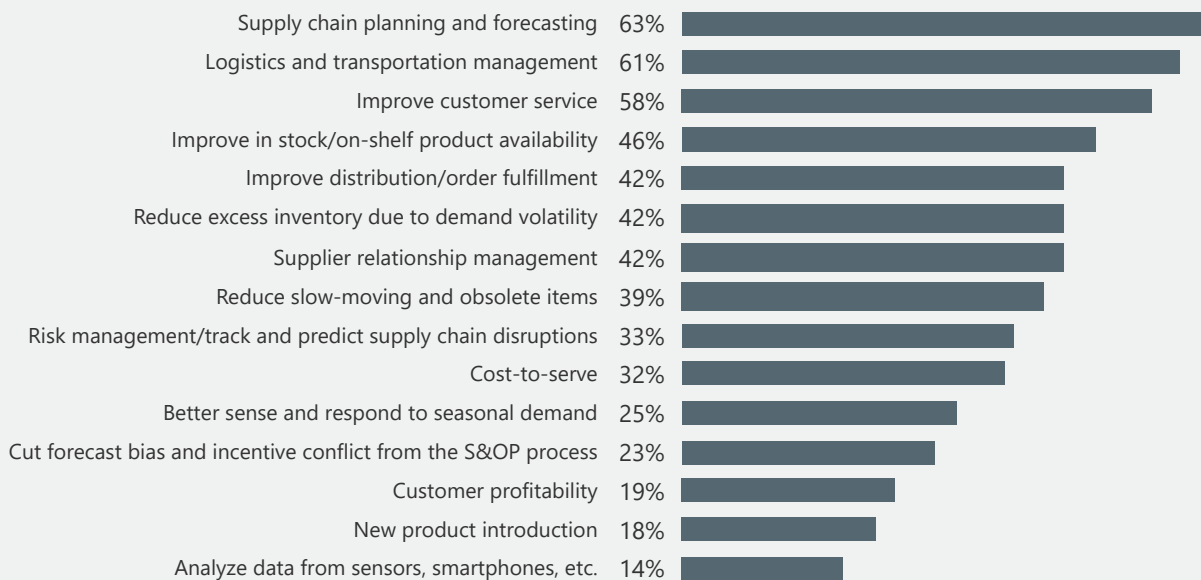 Supply chain planning and forecasting 63%
Logistics and transportation management 61%
Improve customer service 58%
Improve in stock/on-shelf product availability 46%
Improve distribution/order fulfillment 42%
Reduce excess inventory due to demand volatility 42%
Supplier relationship management 42%
Reduce slow-moving and obsolete items 39%
Risk management/track and predict supply chain disruptions 33%
Cost-to-serve 32%
Better sense and respond to seasonal demand 25%
Cut forecast bias and incentive conflict from the S&OP process 23%
Customer profitability 19%
New product introduction 18%
Analyze data from sensors, smartphones, etc. 14%